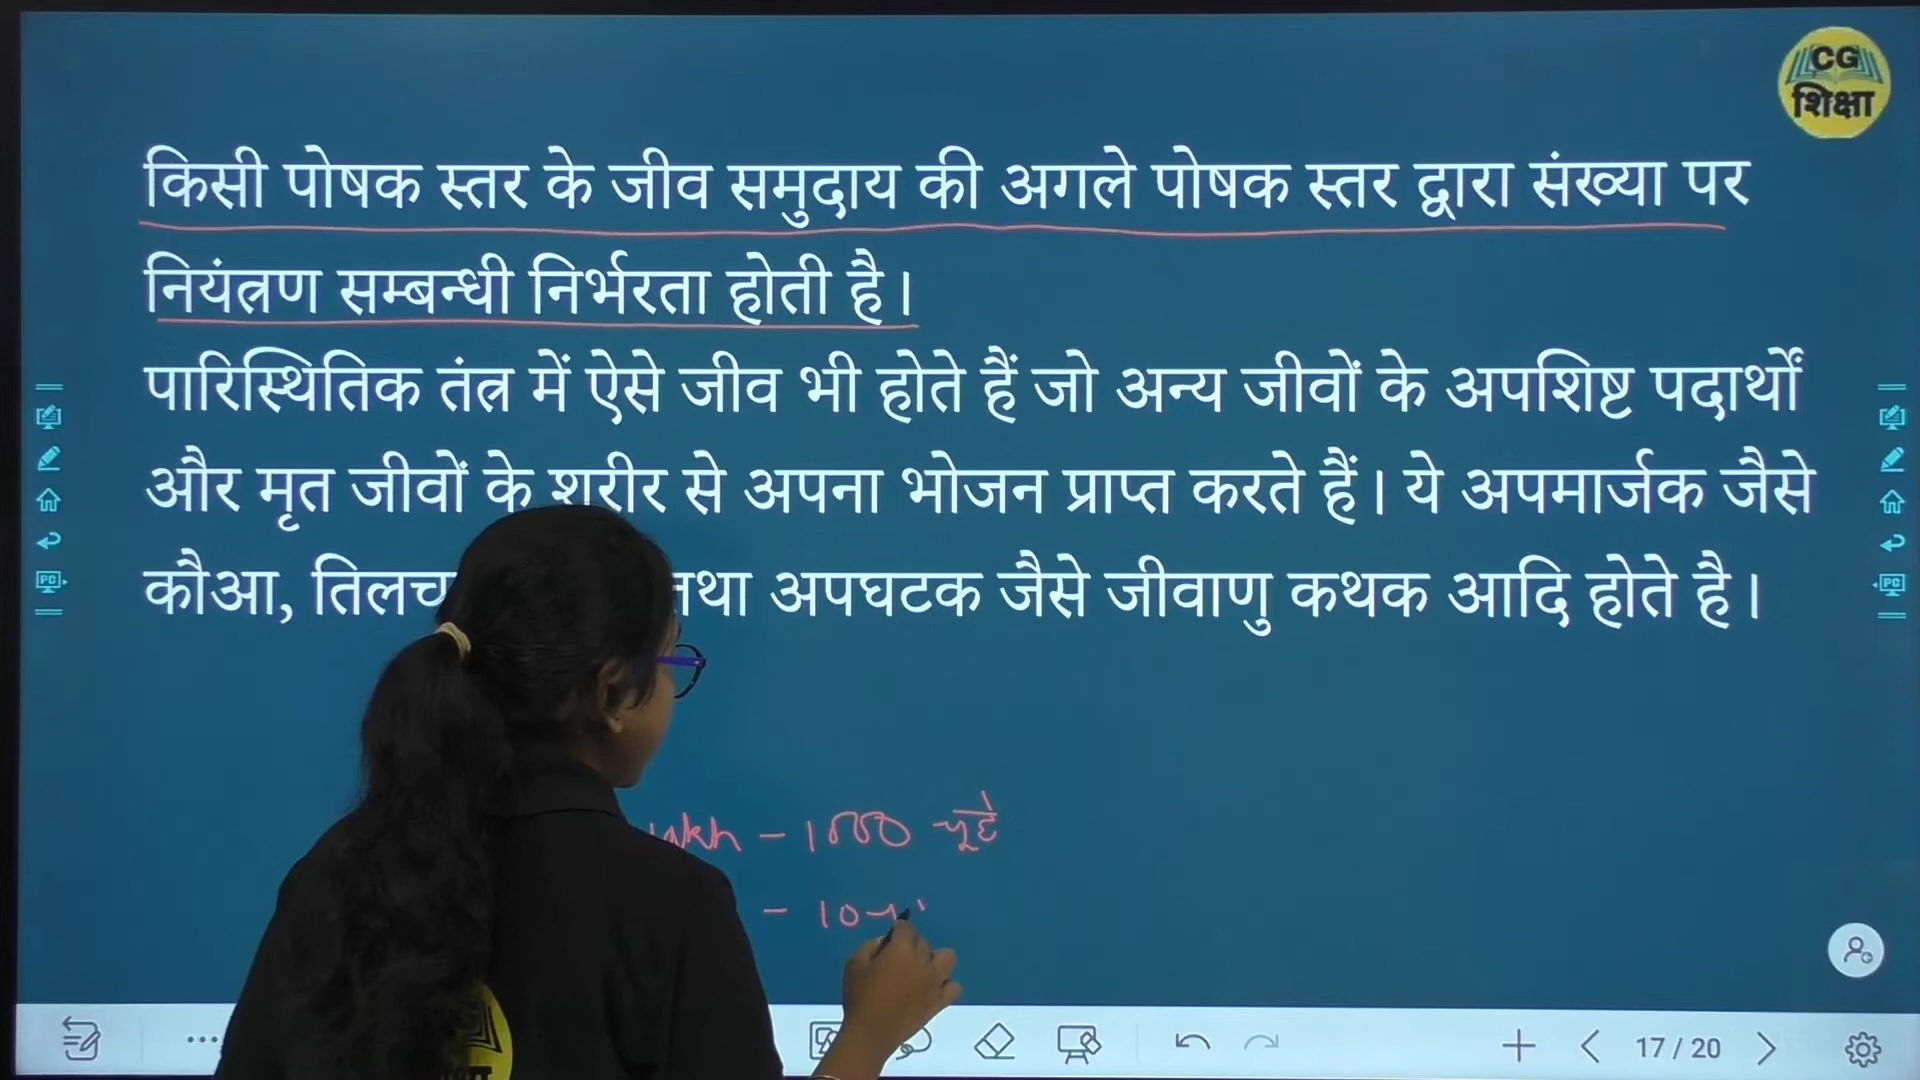 CG
शिक्षा
किसी पोषक स्तर के जीव समुदाय की अगले पोषक स्तर द्वारा संख्या पर
नियंत्रण सम्बन्धी निर्भरता होती है।
पारिस्थितिक तंत्र में ऐसे जीव भी होते हैं जो अन्य जीवों के अपशिष्ट पदार्थों
और मृत जीवों के शरीर से अपना भोजन प्राप्त करते हैं। ये अपमार्जक जैसे
कौआ, तथा अपघटक जैसे जीवाणु कथक आदि होते है।
- 1000 चूहे
- 10
17 / 20